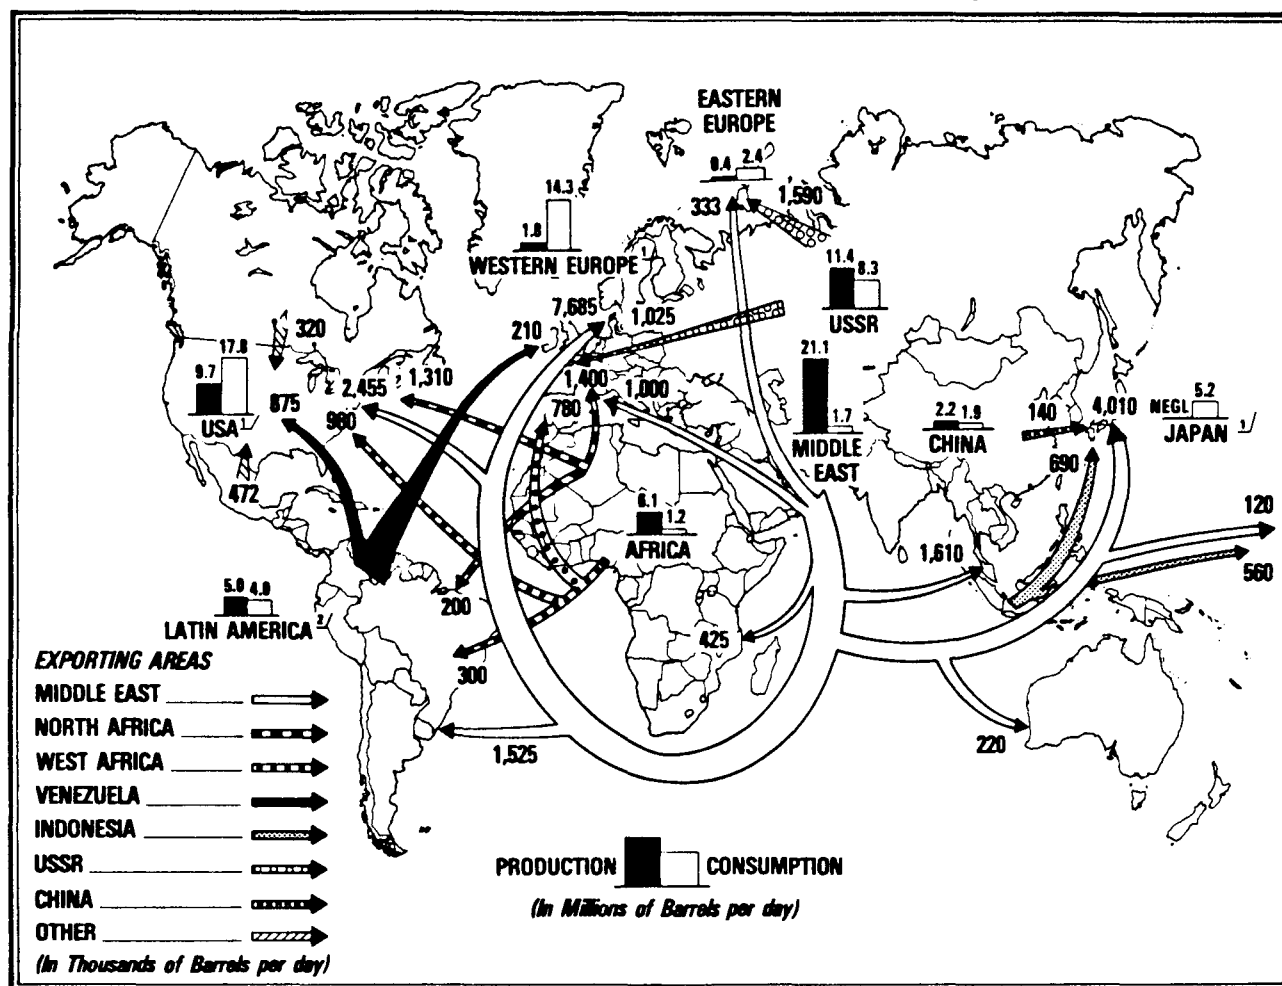 EASTERN
EUROPE
0.4 2.4
333
1,590
14.3
1.8
WESTERN EUROPE 1
11.4
8.3
USSR
7,685
1,025
210
320
17.8
9.7
USA 1
875
2,455
1,310
980
472
1,400
780
1,000
21.1
1.7
MIDDLE
EAST
2.2 1.9
CHINA
140
4,010
NEGL 5.2
JAPAN 1
690
6.1
1.2
AFRICA
1,610
120
560
200
LATIN AMERICA 2
425
300
1,525
220
EXPORTING AREAS
MIDDLE EAST
NORTH AFRICA
WEST AFRICA
VENEZUELA
INDONESIA
USSR
CHINA
OTHER
(In Thousands of Barrels per day)
PRODUCTION CONSUMPTION
(In Millions of Barrels per day)